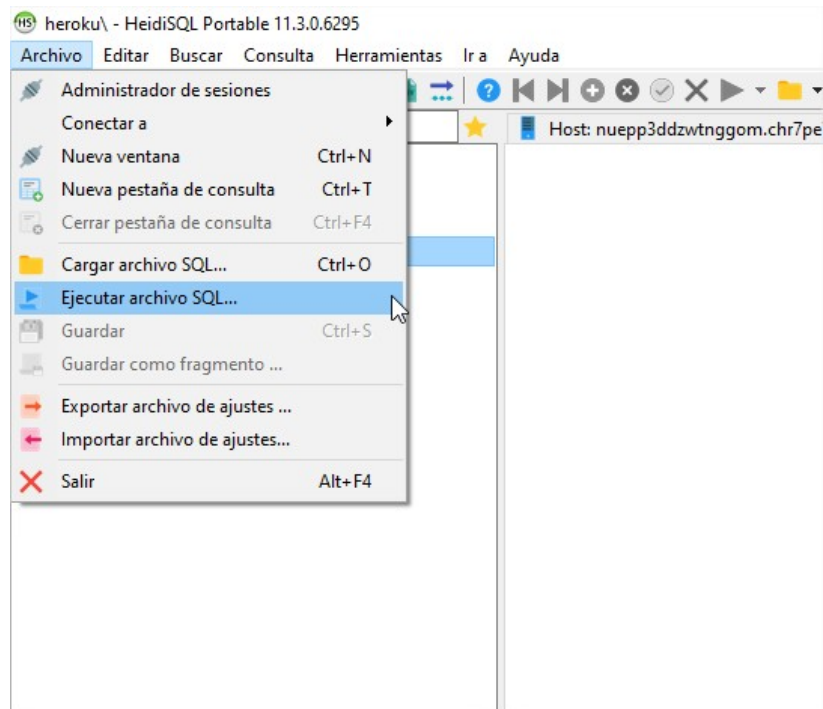 HS heroku\ - HeidiSQL Portable 11.3.0.6295
Archivo Editar Buscar Consulta Herramientas Ir a Ayuda
Administrador de sesiones
Conectar a
Host: nuepp3ddzwtnggom.chr7pe
Nueva ventana Ctrl+N
Nueva pestaña de consulta Ctrl+T
Cerrar pestaña de consulta Ctrl+F4
Cargar archivo SQL... Ctrl+O
Ejecutar archivo SQL...
Guardar Ctrl+S
Guardar como fragmento ...
Exportar archivo de ajustes ...
Importar archivo de ajustes...
Salir Alt+F4